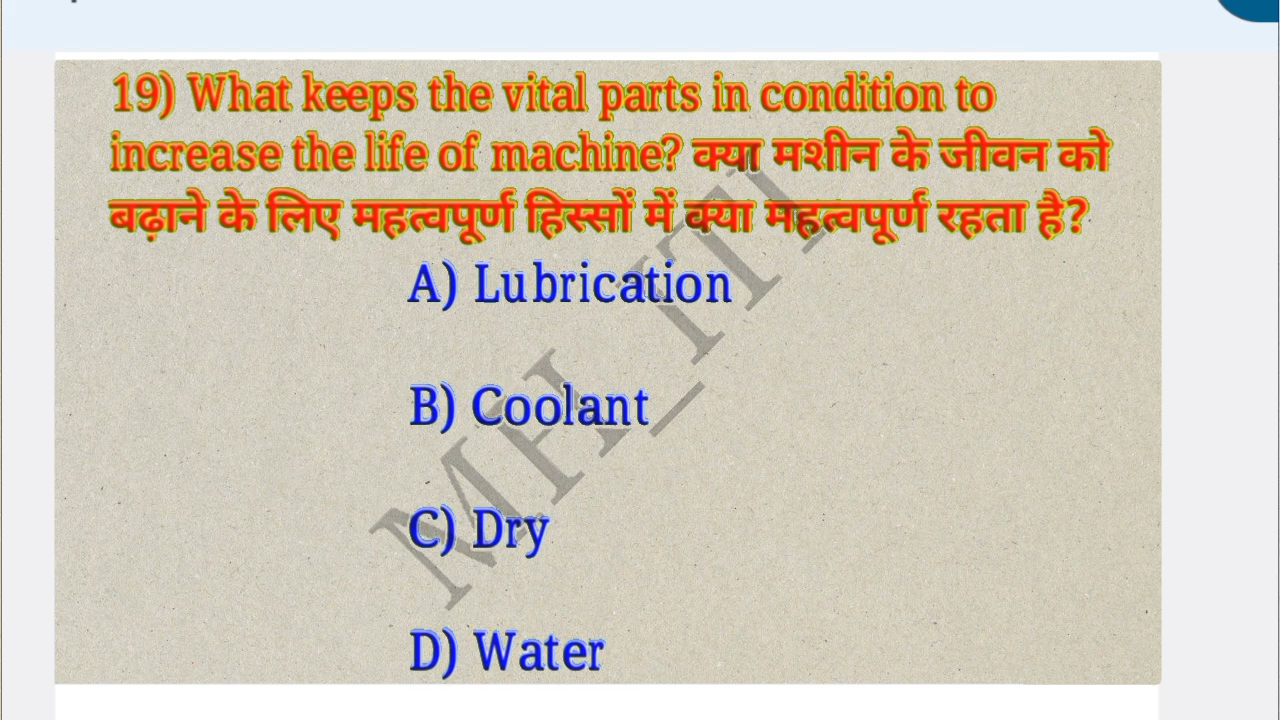 19) What keeps the vital parts in condition to
increase the life of machine? क्या मशीन के जीवन को
बढ़ाने के लिए महत्वपूर्ण हिस्सों में क्या महत्वपूर्ण रहता है?
A) Lubrication
B) Coolant
C) Dry
D) Water
MH_ITI